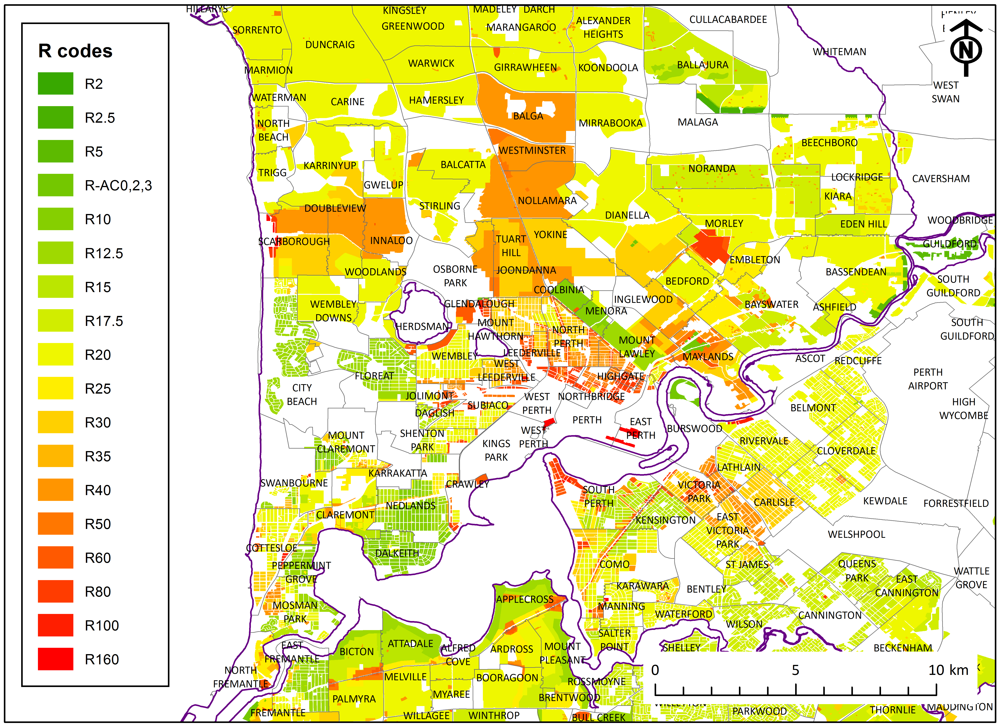 R codes
R2
R2.5
R5
R-AC0,2,3
R10
R12.5
R15
R17.5
R20
R25
R30
R35
R40
R50
R60
R80
R100
R160
N
HILLARYS
KINGSLEY
MADELEY
DARCH
SORRENTO
GREENWOOD
MARANGAROO
ALEXANDER
HEIGHTS
CULLACABARDEE
DUNCRAIG
WHITEMAN
WARWICK
GIRRAWHEEN
KOONDOOLA
BALLAJURA
MARMION
WEST
SWAN
WATERMAN
CARINE
HAMERSLEY
BALGA
MIRRABOOKA
MALAGA
NORTH
BEACH
BEECHBORO
WESTMINSTER
TRIGG
KARRINYUP
BALCATTA
NORANDA
GWELUP
LOCKRIDGE
CAVERSHAM
KIARA
DOUBLEVIEW
STIRLING
NOLLAMARA
DIANELLA
MORLEY
EDEN HILL
WOODBRIDGE
SCARBOROUGH
INNALOO
TUART
HILL
YOKINE
GUILDFORD
EMBLETON
WOODLANDS
OSBORNE
PARK
JOONDANNA
BASSENDEAN
BEDFORD
SOUTH
GUILDFORD
COOLBINIA
INGLEWOOD
WEMBLEY
DOWNS
GLENDALOUGH
MENORA
BAYSWATER
ASHFIELD
HERDSMAN
MOUNT
HAWTHORN
NORTH
PERTH
SOUTH
GUILDFORD
MOUNT
LAWLEY
WEMBLEY
LEEDERVILLE
MAYLANDS
ASCOT
REDCLIFFE
WEST
LEEDERVILLE
FLOREAT
HIGHGATE
PERTH
AIRPORT
CITY
BEACH
JOLIMONT
SUBIACO
WEST
PERTH
NORTHBRIDGE
BELMONT
HIGH
WYCOMBE
DAGLISH
PERTH
EAST
PERTH
BURSWOOD
MOUNT
CLAREMONT
SHENTON
PARK
WEST
PERTH
KINGS
PARK
RIVERVALE
CLOVERDALE
LATHLAIN
KARRAKATTA
SWANBOURNE
CRAWLEY
SOUTH
PERTH
VICTORIA
PARK
CARLISLE
KEWDALE
FORRESTFIELD
NEDLANDS
CLAREMONT
KENSINGTON
EAST
VICTORIA
PARK
WELSHPOOL
COTTESLOE
DALKEITH
PEPPERMINT
GROVE
COMO
ST JAMES
QUEENS
PARK
WATTLE
GROVE
EAST
CANNINGTON
KARAWARA
BENTLEY
APPLECROSS
MOSMAN
PARK
MANNING
WATERFORD
CANNINGTON
WILSON
SALTER
POINT
ATTADALE
BICTON
ALFRED
COVE
ARDROSS
MOUNT
PLEASANT
SHELLEY
BECKENHAM
EAST
FREMANTLE
NORTH
FREMANTLE
MELVILLE
BOORAGOON
ROSSMOYNE
0 5 10 km
PALMYRA
MYAREE
BRENTWOOD
FREMANTLE
WILLAGEE
WINTHROP
BULL CREEK
PARKWOOD
THORNLIE
MADDINGTON